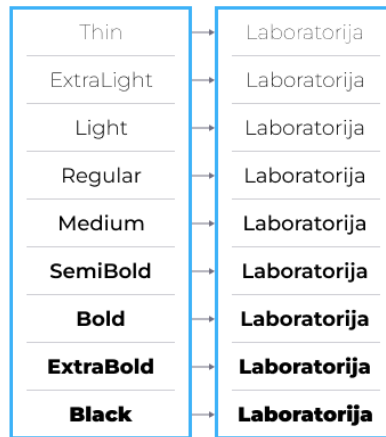 Thin Laboratorija
ExtraLight Laboratorija
Light Laboratorija
Regular Laboratorija
Medium Laboratorija
SemiBold Laboratorija
Bold Laboratorija
ExtraBold Laboratorija
Black Laboratorija